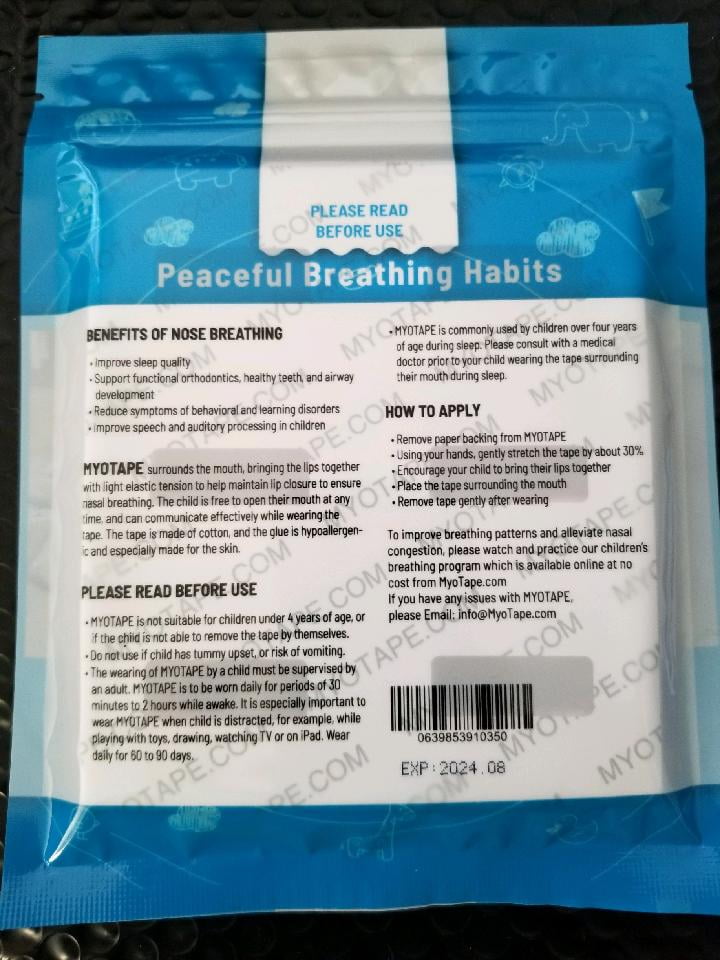 PLEASE READ
BEFORE USE
Peaceful Breathing Habits
BENEFITS OF NOSE BREATHING
• Improve sleep quality
• Support functional orthodontics, healthy teeth, and airway
development
• Reduce symptoms of behavioral and learning disorders
• Improve speech and auditory processing in children
MYOTAPE surrounds the mouth, bringing the lips together
with light elastic tension to help maintain lip closure to ensure
nasal breathing. The child is free to open their mouth at any
time, and can communicate effectively while wearing the
tape. The tape is made of cotton, and the glue is hypoallergen-
ic and especially made for the skin.
PLEASE READ BEFORE USE
• MYOTAPE is not suitable for children under 4 years of age, or
if the child is not able to remove the tape by themselves.
• Do not use if child has tummy upset, or risk of vomiting.
• The wearing of MYOTAPE by a child must be supervised by
an adult. MYOTAPE is to be worn daily for periods of 30
minutes to 2 hours while awake. It is especially important to
wear MYOTAPE when child is distracted, for example, while
playing with toys, drawing, watching TV or on iPad. Wear
daily for 60 to 90 days.
• MYOTAPE is commonly used by children over four years
of age during sleep. Please consult with a medical
doctor prior to your child wearing the tape surrounding
their mouth during sleep.
HOW TO APPLY
• Remove paper backing from MYOTAPE
• Using your hands, gently stretch the tape by about 30%
• Encourage your child to bring their lips together
• Place the tape surrounding the mouth
• Remove tape gently after wearing
To improve breathing patterns and alleviate nasal
congestion, please watch and practice our children's
breathing program which is available online at no
cost from MyoTape.com
If you have any issues with MYOTAPE,
please Email: info@MyoTape.com
0639853910350
EXP:2024.08
MYOTAPE.COM